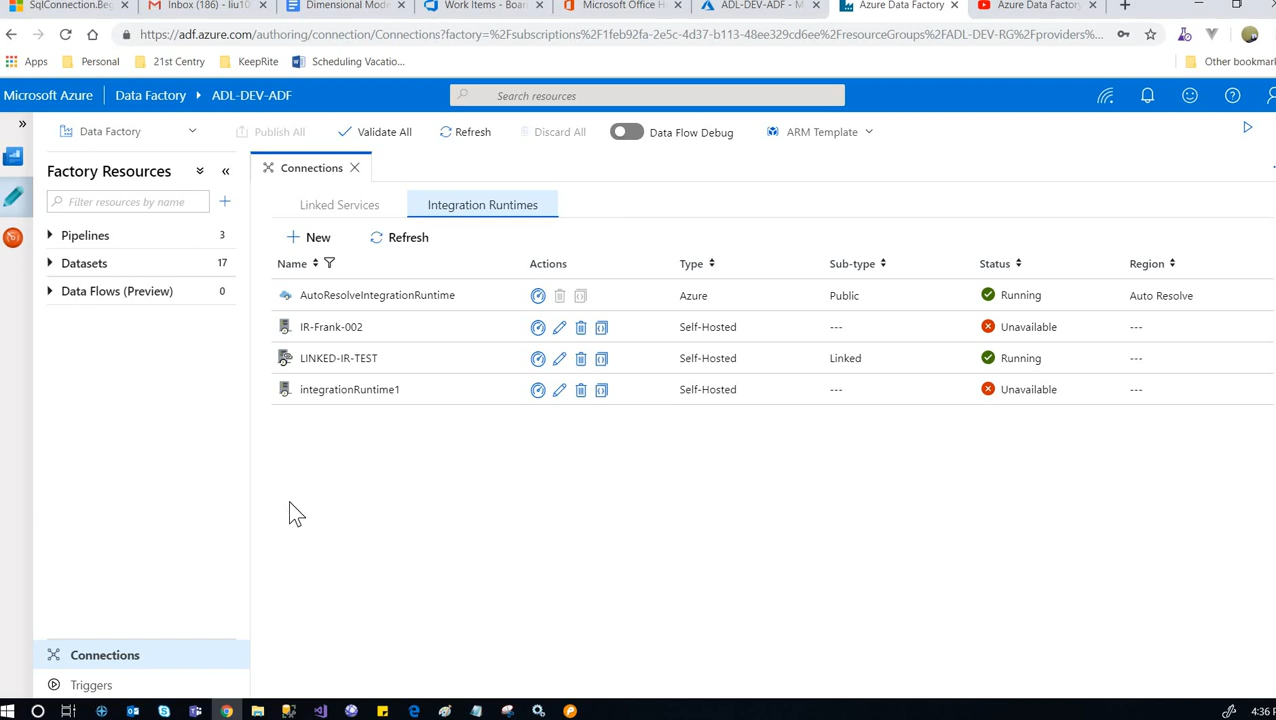 SqlConnection.Beg
Inbox (186) - liu10
Dimensional Mode
Work Items - Boar
Microsoft Office H
ADL-DEV-ADF - M
Azure Data Factory
Azure Data Factory
https://adf.azure.com/authoring/connection/Connections?factory=%2Fsubscriptions%2F1feb92fa-2e5c-4d37-b113-48ee329cd6ee%2FresourceGroups%2FADL-DEV-RG%2Fproviders%...
Apps
Personal
21st Centry
KeepRite
Scheduling Vacatio...
Other bookmar
Microsoft Azure
Data Factory
ADL-DEV-ADF
Search resources
Data Factory
Publish All
Validate All
Refresh
Discard All
Data Flow Debug
ARM Template
Factory Resources
Connections
Filter resources by name
Linked Services
Integration Runtimes
Pipelines 3
Datasets 17
Data Flows (Preview) 0
New
Refresh
Name Actions Type Sub-type Status Region
AutoResolveIntegrationRuntime Azure Public Running Auto Resolve
IR-Frank-002 Self-Hosted --- Unavailable ---
LINKED-IR-TEST Self-Hosted Linked Running ---
integrationRuntime1 Self-Hosted --- Unavailable ---
Connections
Triggers
4:36 P